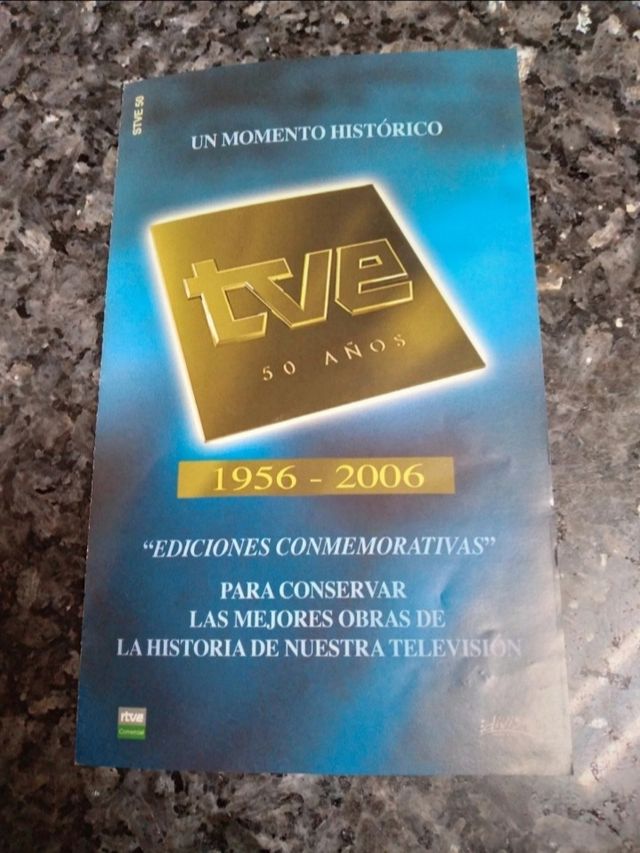 STVE 50
UN MOMENTO HISTÓRICO
tve
50 AÑOS
1956 - 2006
“EDICIONES CONMEMORATIVAS”
PARA CONSERVAR
LAS MEJORES OBRAS DE
LA HISTORIA DE NUESTRA TELEVISIÓN
rtve
Comercial